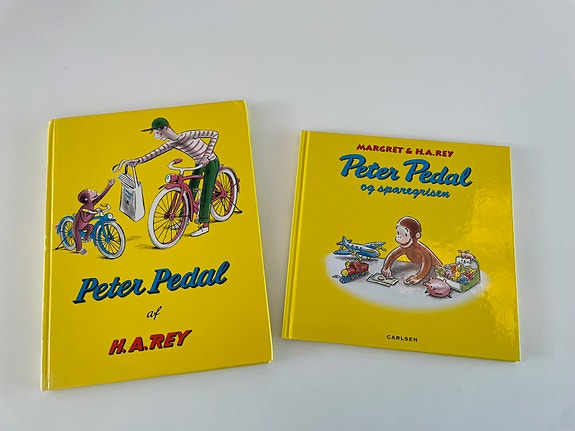 Peter Pedal
af
H.A.REY
MARGRET & H.A.REY
Peter Pedal
og sparegrisen
CARLSEN